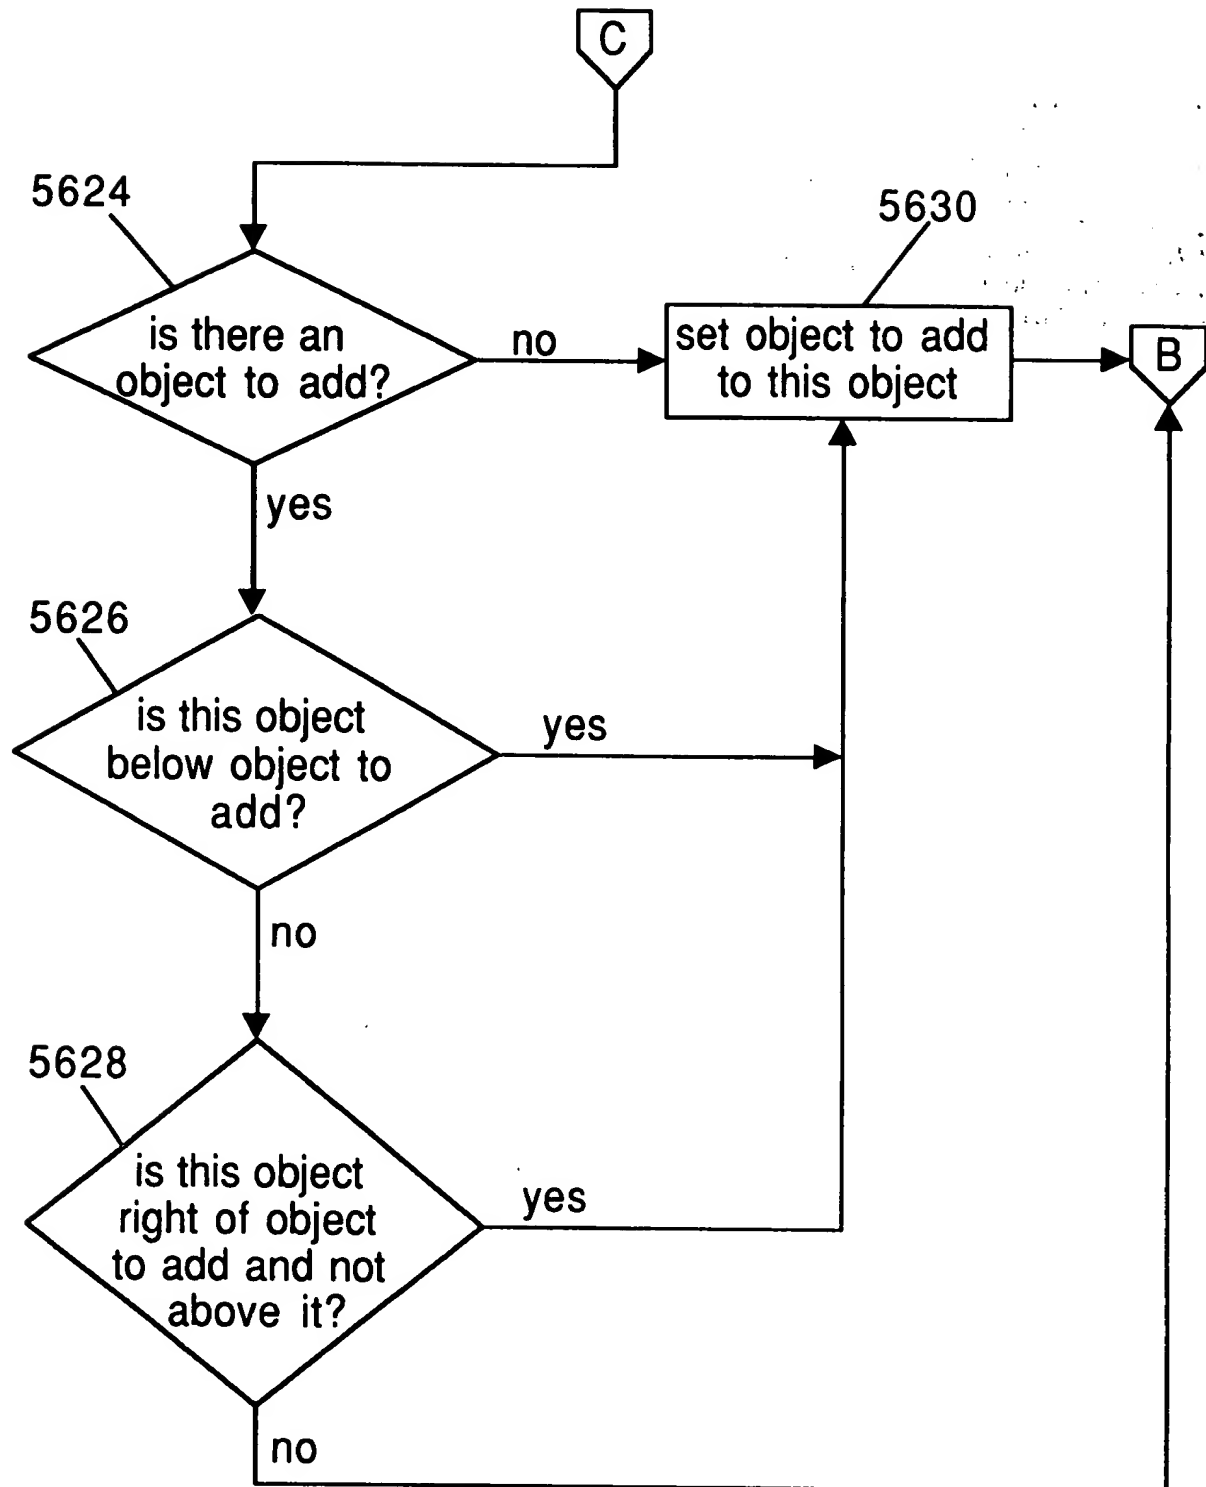 C
5624
5630
is there an
object to add?
no
set object to add
to this object
B
yes
5626
is this object
below object to
add?
yes
no
5628
is this object
right of object
to add and not
above it?
yes
no